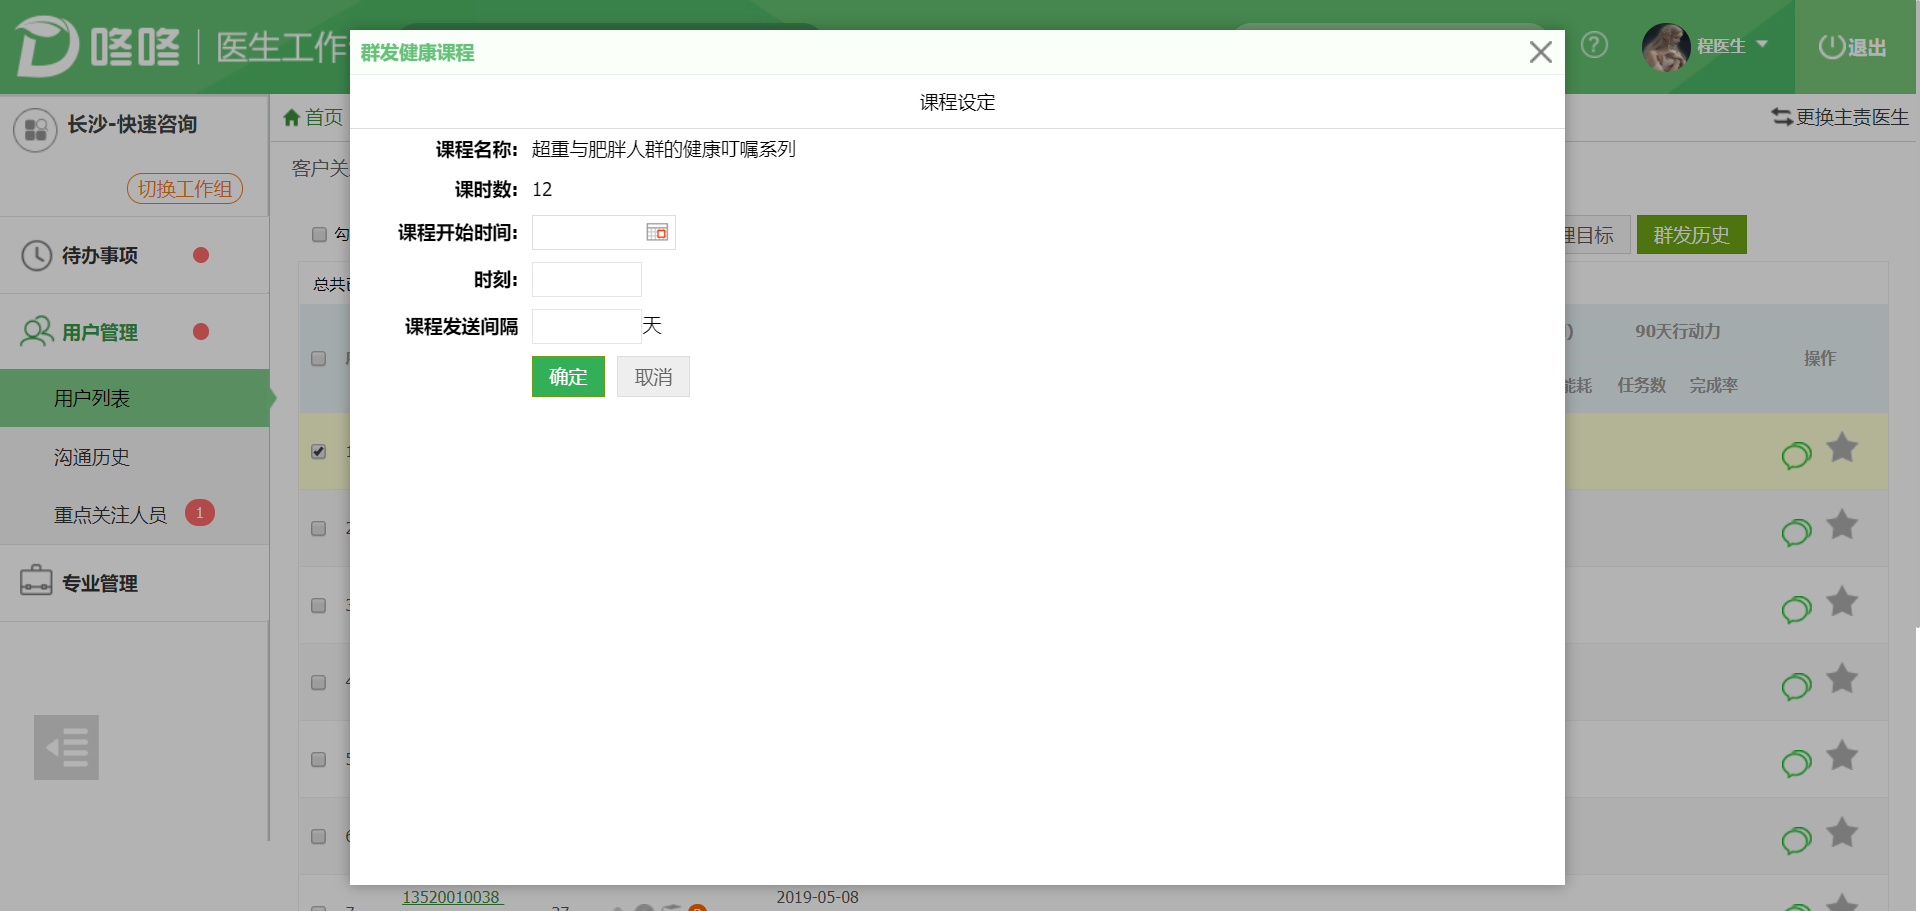 咚咚 医生工作
程医生
退出
长沙-快速咨询
切换工作组
待办事项
用户管理
用户列表
沟通历史
重点关注人员 1
专业管理
首页
更换主责医生
客户关
勾
理目标
群发历史
总共
90天行动力
操作
能耗 任务数 完成率
群发健康课程
课程设定
课程名称: 超重与肥胖人群的健康叮嘱系列
课时数: 12
课程开始时间:
时刻:
课程发送间隔 天
确定 取消
13520010038
2019-05-08